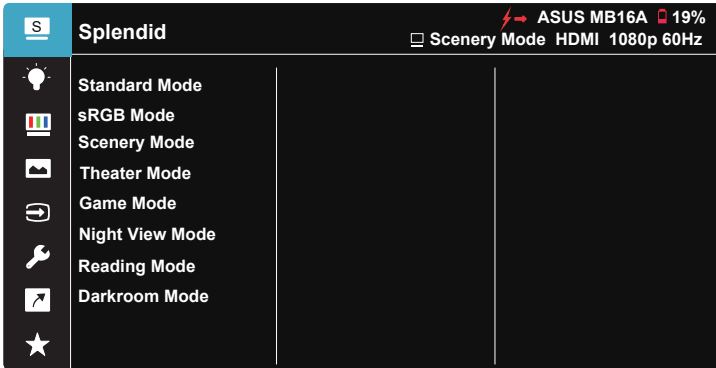 S
Splendid
ASUS MB16A 19%
Scenery Mode HDMI 1080p 60Hz
Standard Mode
sRGB Mode
Scenery Mode
Theater Mode
Game Mode
Night View Mode
Reading Mode
Darkroom Mode